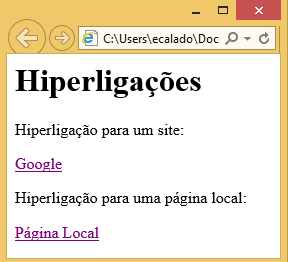 C:\Users\ecalado\Doc
Hiperligações
Hiperligação para um site:
Google
Hiperligação para uma página local:
Página Local